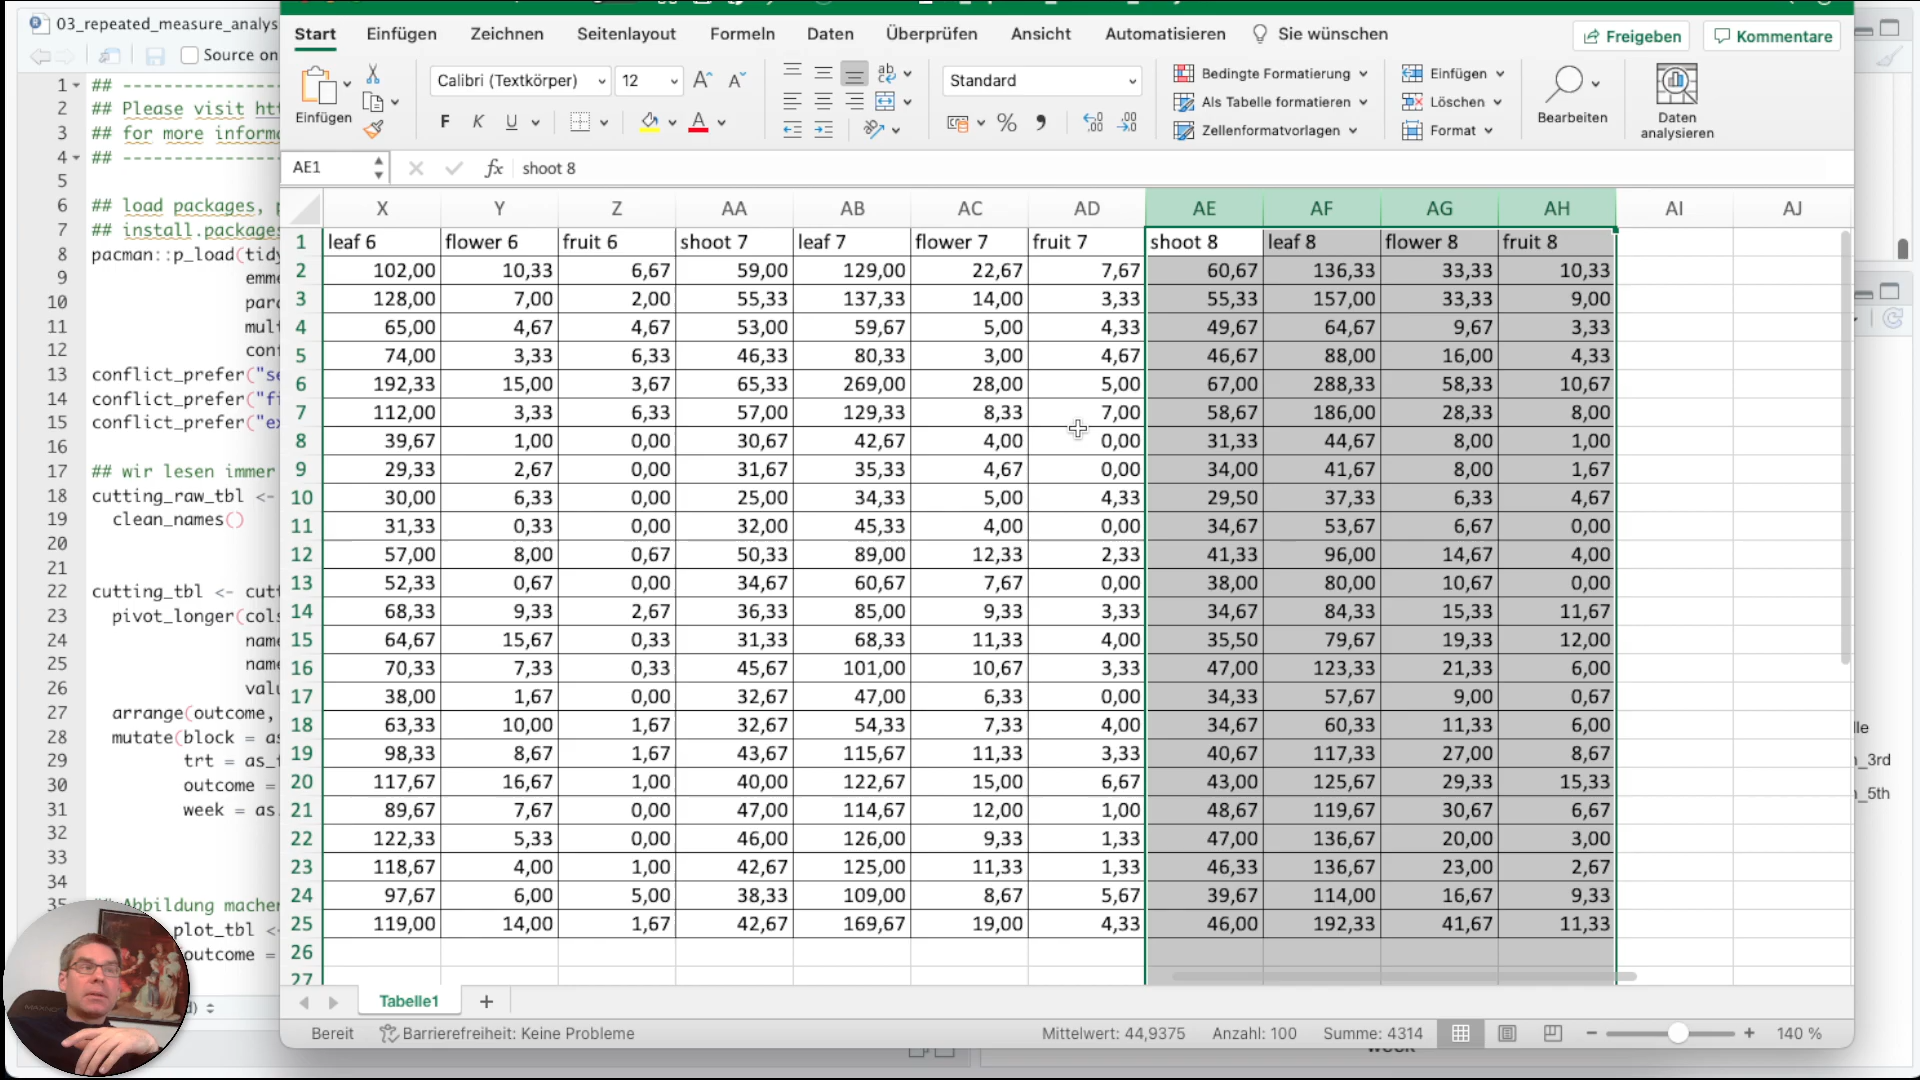 03_repeated_measure_analys
Source on
1 ## 
2 ## Please visit htt
3 ## for more informa
4 ##
5
6 ## load packages, p
7 ## install.packages
8 pacman::p_load(tidy
9 emme
10 para
11 mult
12 conf
13 conflict_prefer("se
14 conflict_prefer("fi
15 conflict_prefer("ex
16
17 ## wir lesen immer
18 cutting_raw_tbl <-
19 clean_names()
20
21
22 cutting_tbl <- cutt
23 pivot_longer(cols
24 name
25 name
26 valu
27 arrange(outcome,
28 mutate(block = as
29 trt = as_f
30 outcome =
31 week = as.
32
33
34
35 Abbildung machen
plot_tbl <-
outcome =
Start Einfügen Zeichnen Seitenlayout Formeln Daten Überprüfen Ansicht Automatisieren Sie wünschen Freigeben Kommentare
Einfügen
Calibri (Textkörper) 12
F K U
Standard
Bedingte Formatierung
Als Tabelle formatieren
Zellenformatvorlagen
Einfügen
Löschen
Format
Bearbeiten
Daten analysieren
AE1 fx shoot 8
X Y Z AA AB AC AD AE AF AG AH AI AJ
1 leaf 6 flower 6 fruit 6 shoot 7 leaf 7 flower 7 fruit 7 shoot 8 leaf 8 flower 8 fruit 8
2 102,00 10,33 6,67 59,00 129,00 22,67 7,67 60,67 136,33 33,33 10,33
3 128,00 7,00 2,00 55,33 137,33 14,00 3,33 55,33 157,00 33,33 9,00
4 65,00 4,67 4,67 53,00 59,67 5,00 4,33 49,67 64,67 9,67 3,33
5 74,00 3,33 6,33 46,33 80,33 3,00 4,67 46,67 88,00 16,00 4,33
6 192,33 15,00 3,67 65,33 269,00 28,00 5,00 67,00 288,33 58,33 10,67
7 112,00 3,33 6,33 57,00 129,33 8,33 7,00 58,67 186,00 28,33 8,00
8 39,67 1,00 0,00 30,67 42,67 4,00 0,00 31,33 44,67 8,00 1,00
9 29,33 2,67 0,00 31,67 35,33 4,67 0,00 34,00 41,67 8,00 1,67
10 30,00 6,33 0,00 25,00 34,33 5,00 4,33 29,50 37,33 6,33 4,67
11 31,33 0,33 0,00 32,00 45,33 4,00 0,00 34,67 53,67 6,67 0,00
12 57,00 8,00 0,67 50,33 89,00 12,33 2,33 41,33 96,00 14,67 4,00
13 52,33 0,67 0,00 34,67 60,67 7,67 0,00 38,00 80,00 10,67 0,00
14 68,33 9,33 2,67 36,33 85,00 9,33 3,33 34,67 84,33 15,33 11,67
15 64,67 15,67 0,33 31,33 68,33 11,33 4,00 35,50 79,67 19,33 12,00
16 70,33 7,33 0,33 45,67 101,00 10,67 3,33 47,00 123,33 21,33 6,00
17 38,00 1,67 0,00 32,67 47,00 6,33 0,00 34,33 57,67 9,00 0,67
18 63,33 10,00 1,67 32,67 54,33 7,33 4,00 34,67 60,33 11,33 6,00
19 98,33 8,67 1,67 43,67 115,67 11,33 3,33 40,67 117,33 27,00 8,67
20 117,67 16,67 1,00 40,00 122,67 15,00 6,67 43,00 125,67 29,33 15,33
21 89,67 7,67 0,00 47,00 114,67 12,00 1,00 48,67 119,67 30,67 6,67
22 122,33 5,33 0,00 46,00 126,00 9,33 1,33 47,00 136,67 20,00 3,00
23 118,67 4,00 1,00 42,67 125,00 11,33 1,33 46,33 136,67 23,00 2,67
24 97,67 6,00 5,00 38,33 109,00 8,67 5,67 39,67 114,00 16,67 9,33
25 119,00 14,00 1,67 42,67 169,67 19,00 4,33 46,00 192,33 41,67 11,33
26
27
lle
n_3rd
n_5th
Tabelle1 +
Bereit Barrierefreiheit: Keine Probleme Mittelwert: 44,9375 Anzahl: 100 Summe: 4314 − + 140 %